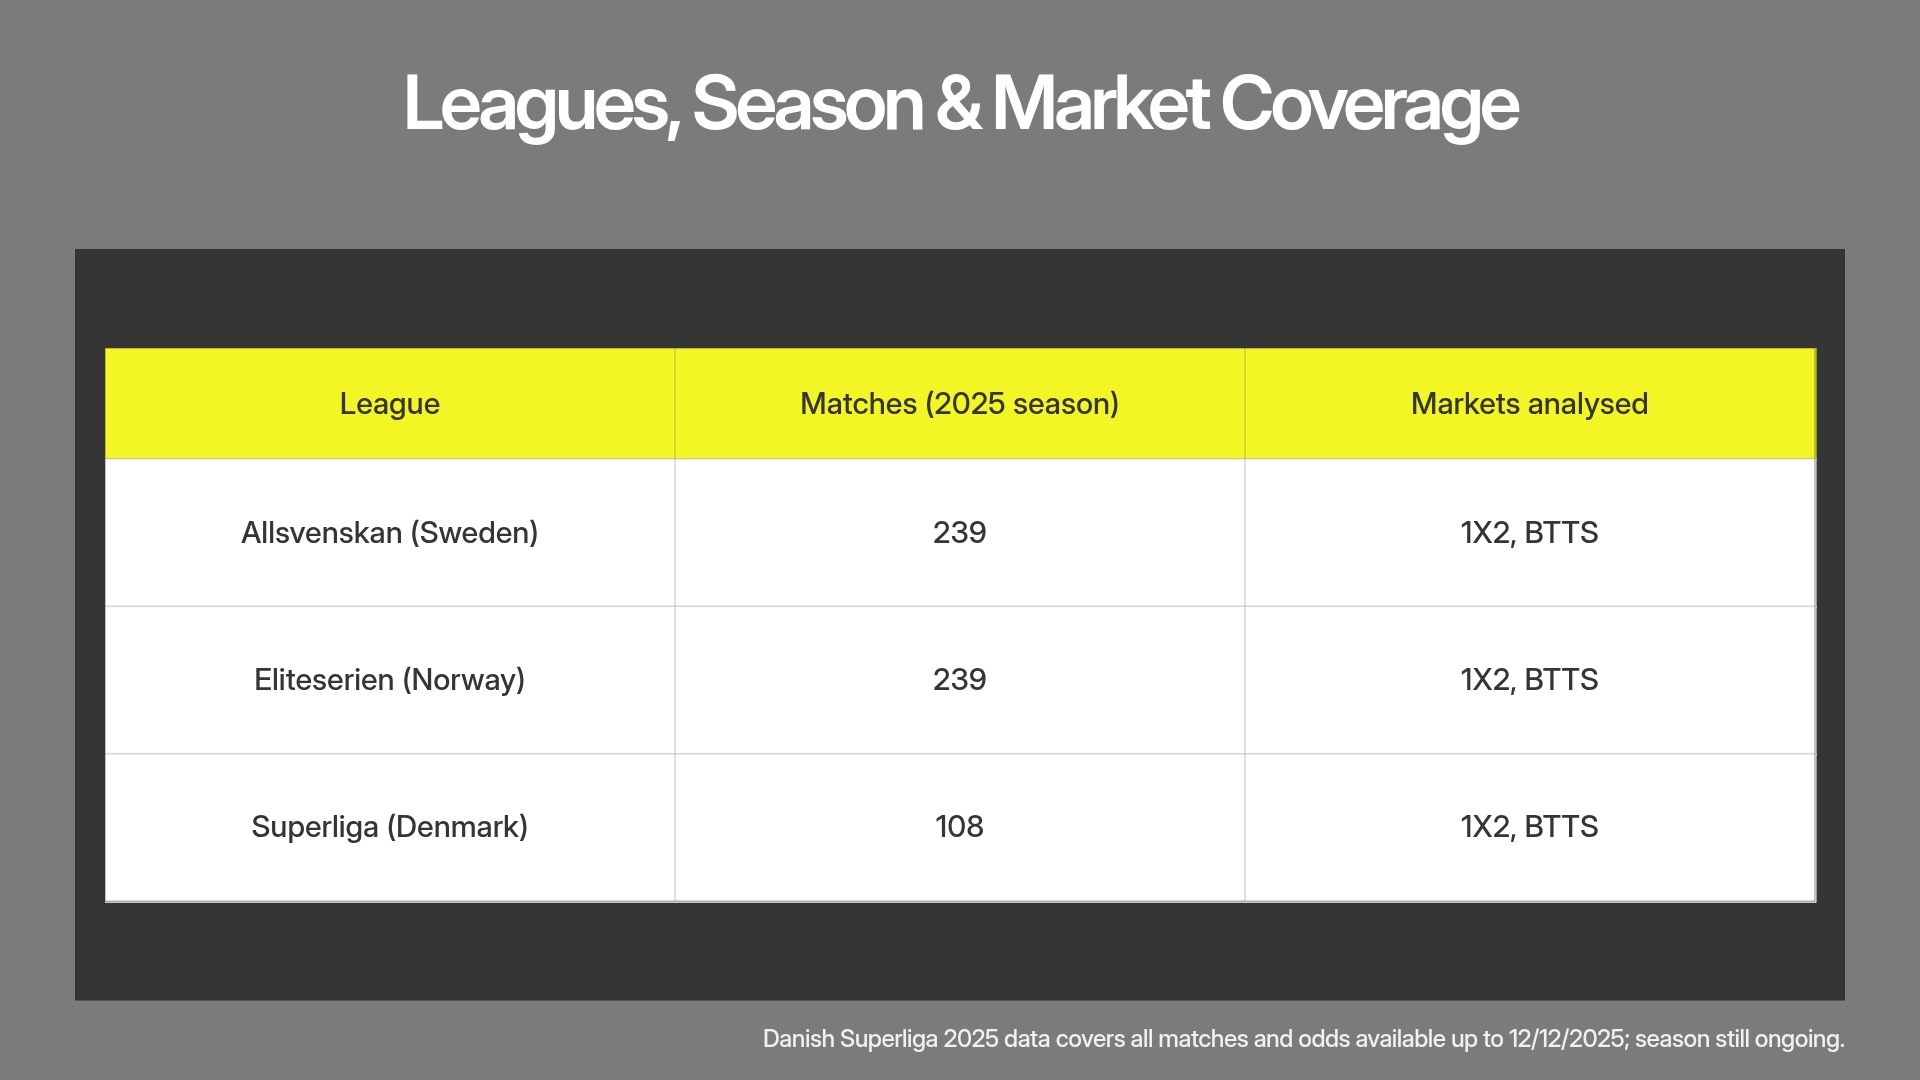 Leagues, Season & Market Coverage
League Matches (2025 season) Markets analysed
Allsvenskan (Sweden) 239 1X2, BTTS
Eliteserien (Norway) 239 1X2, BTTS
Superliga (Denmark) 108 1X2, BTTS
Danish Superliga 2025 data covers all matches and odds available up to 12/12/2025; season still ongoing.